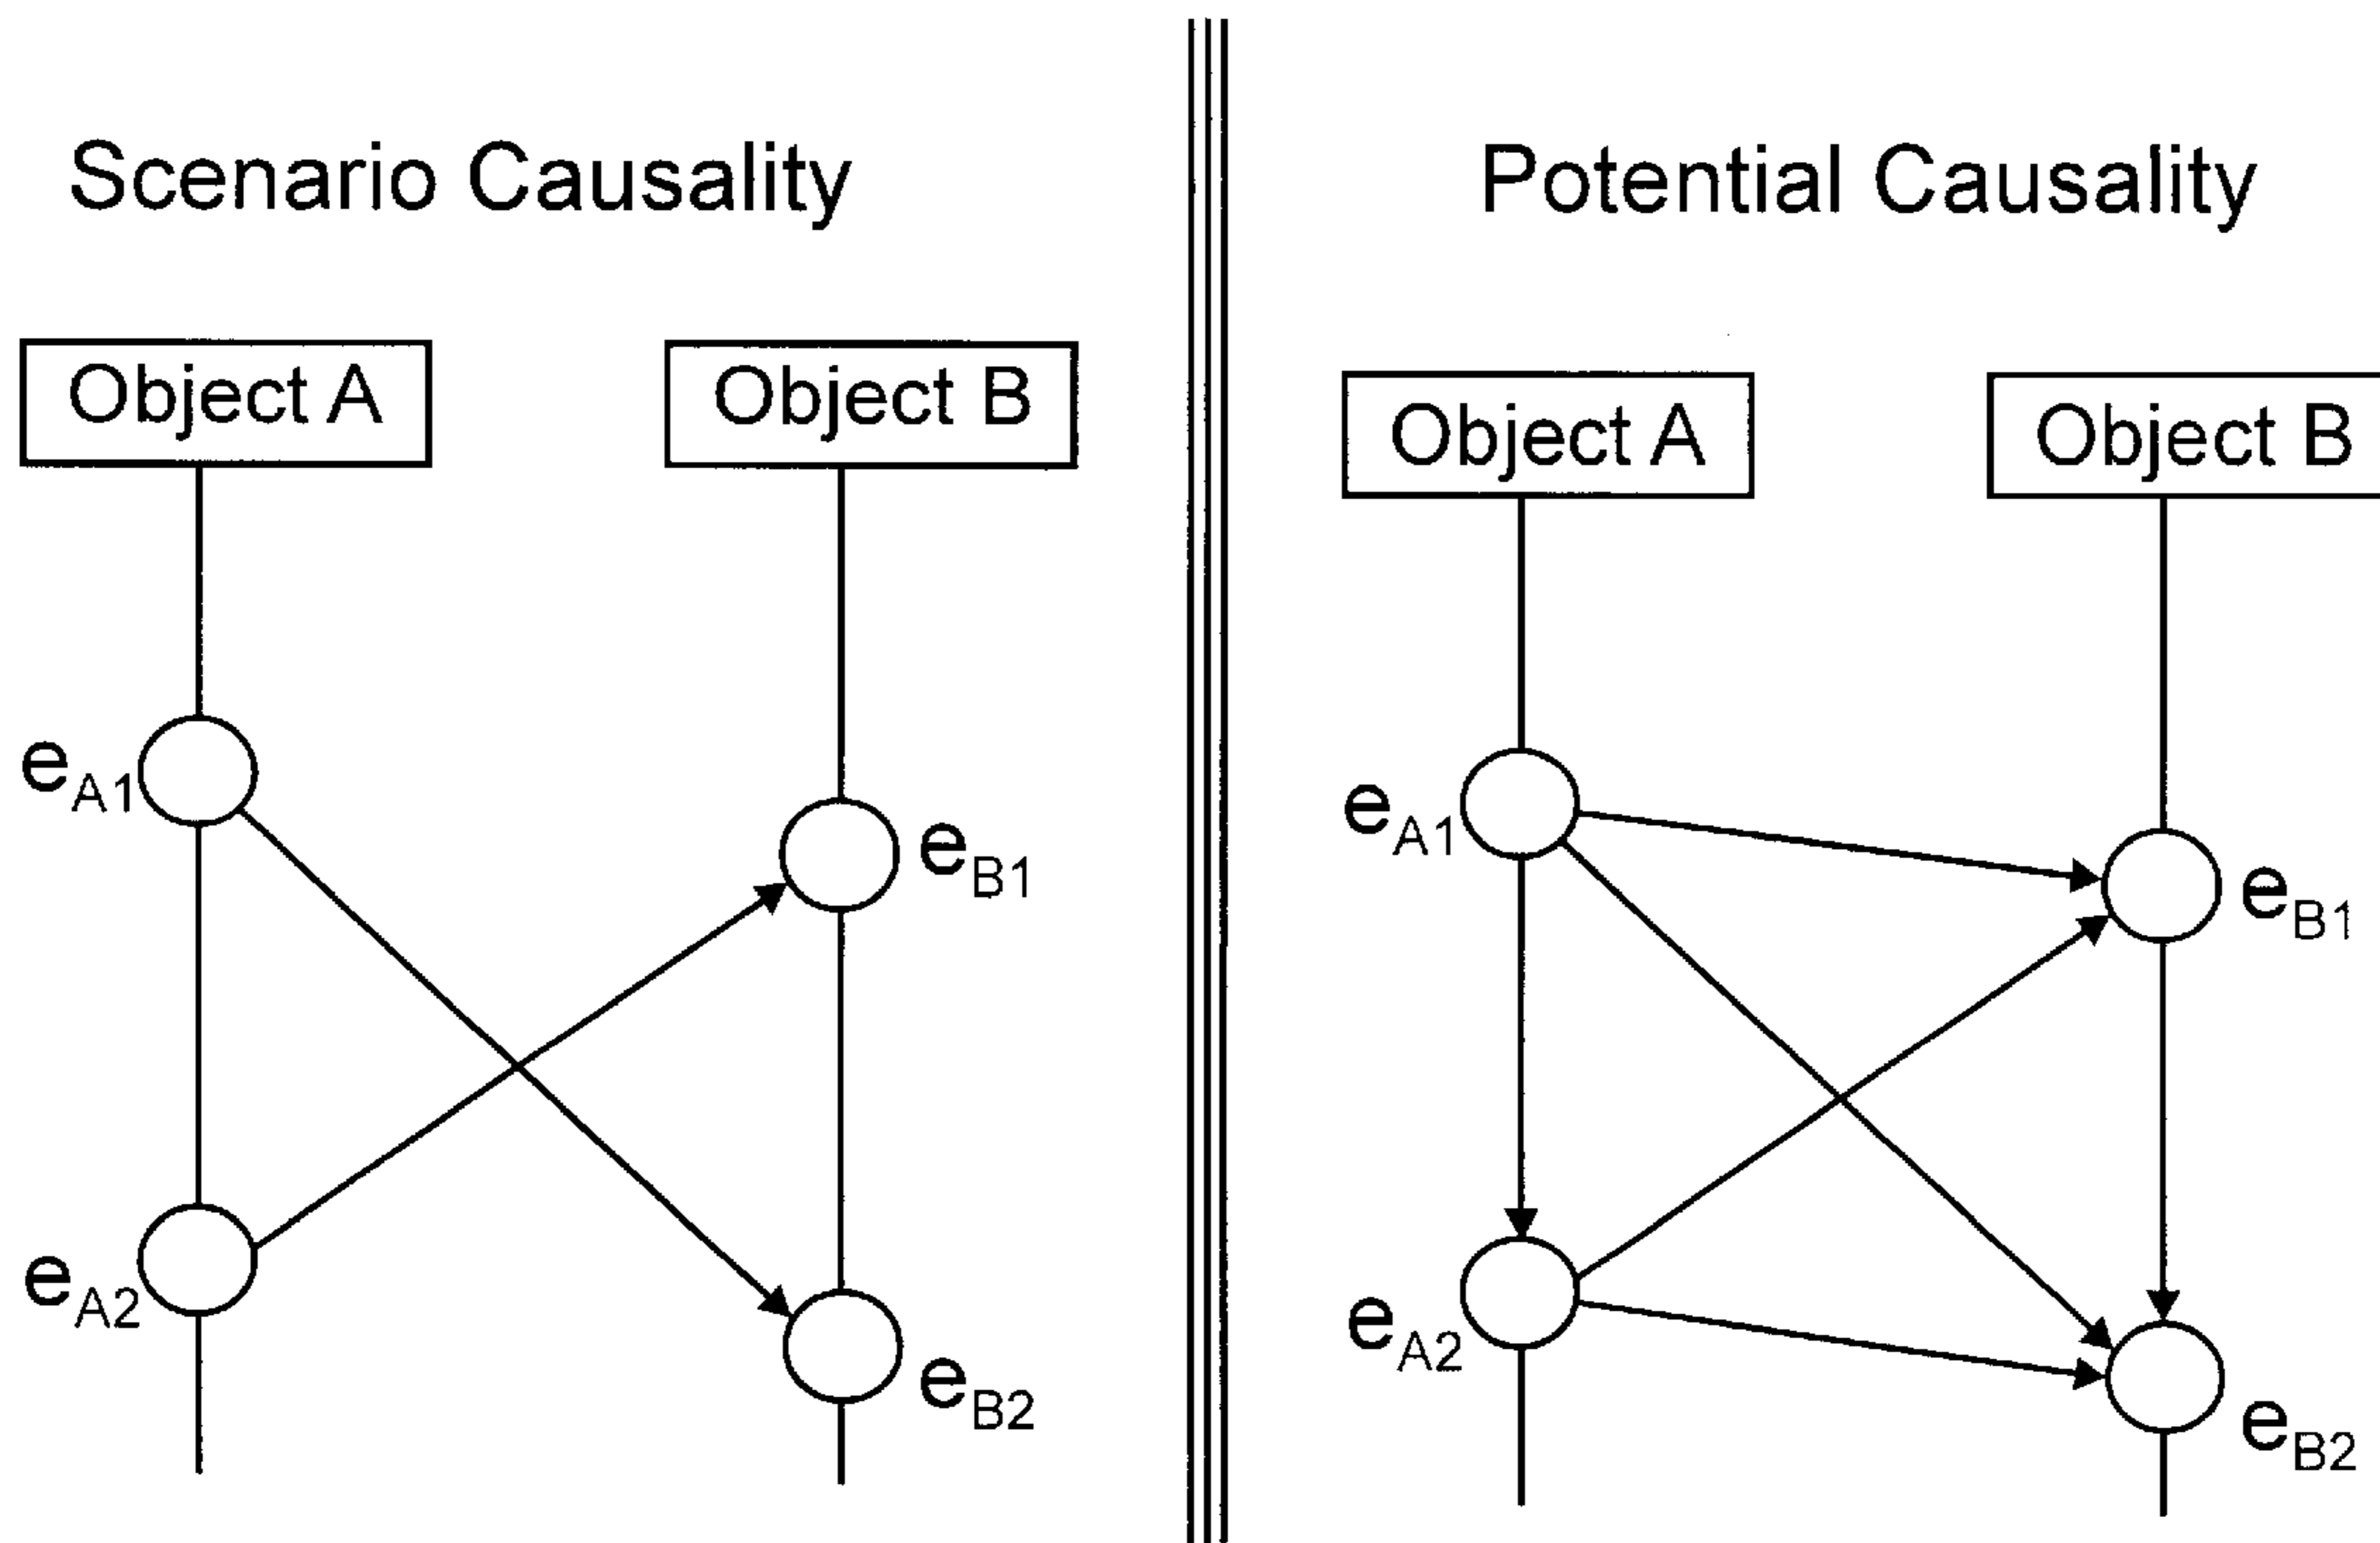 Scenario Causality
Object A
Object B
eA1
eB1
eA2
eB2
Potential Causality
Object A
Object B
eA1
eB1
eA2
eB2